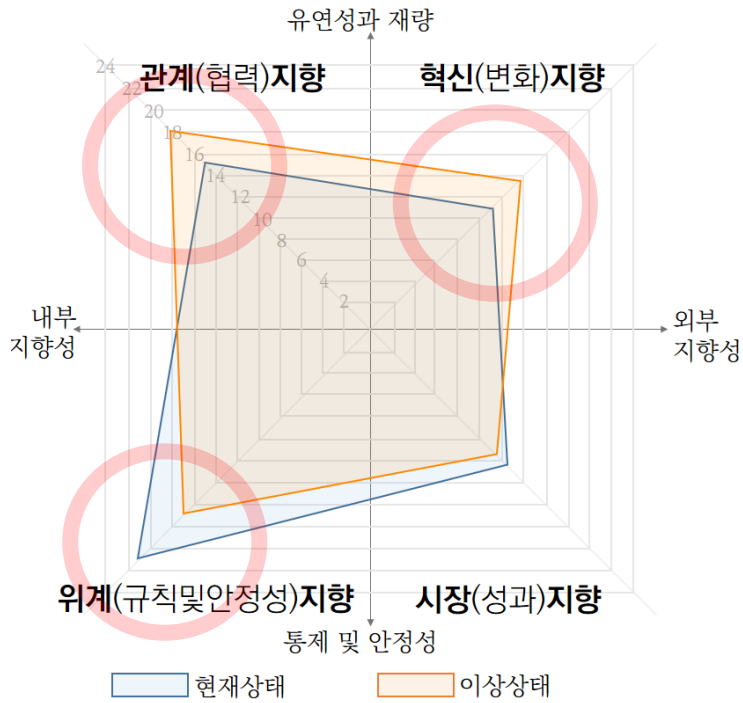 유연성과 재량
관계(협력)지향
혁신(변화)지향
24
22
20
18
16
14
12
10
8
6
4
2
내부
지향성
외부
지향성
위계(규칙및안정성)지향
시장(성과)지향
통제 및 안정성
현재상태
이상상태